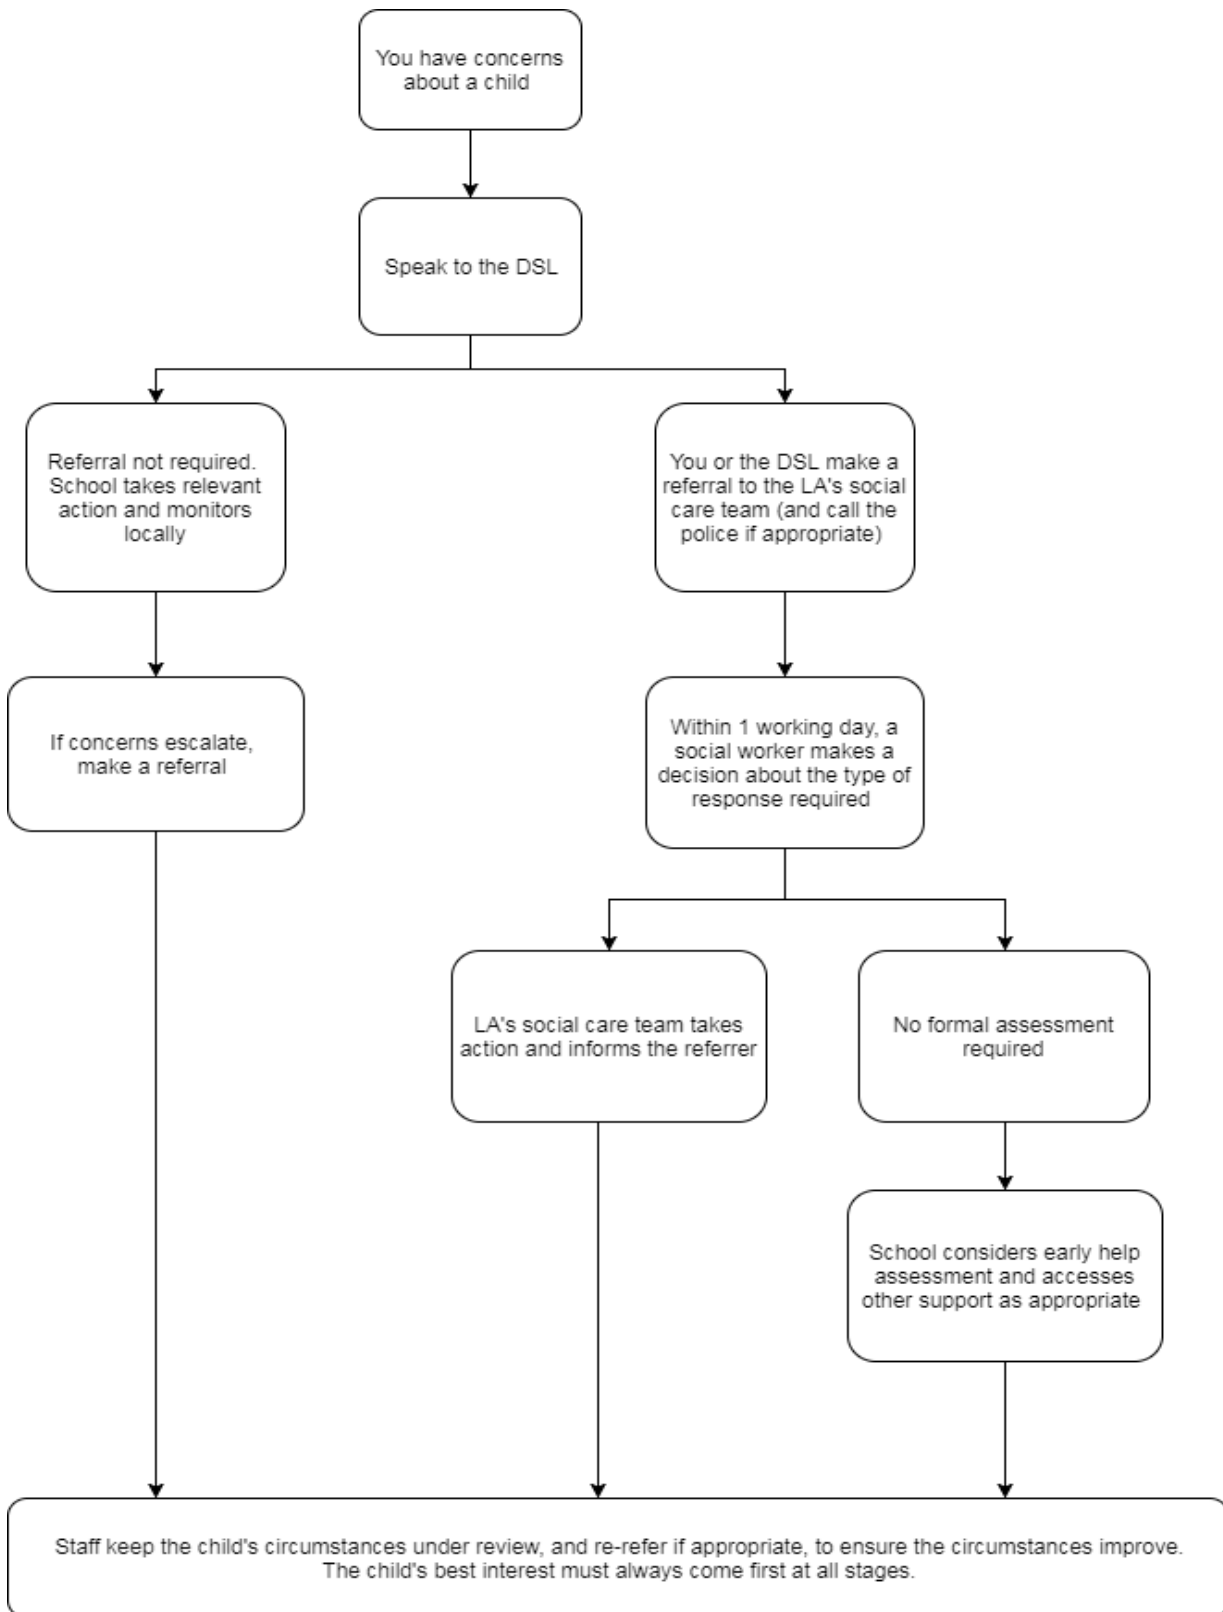 You have concerns
about a child
Speak to the DSL
Referral not required.
School takes relevant
action and monitors
locally
You or the DSL make a
referral to the LA's social
care team (and call the
police if appropriate)
If concerns escalate,
make a referral
Within 1 working day, a
social worker makes a
decision about the type of
response required
LA's social care team takes
action and informs the referrer
No formal assessment
required
School considers early help
assessment and accesses
other support as appropriate
Staff keep the child's circumstances under review, and re-refer if appropriate, to ensure the circumstances improve.
The child's best interest must always come first at all stages.